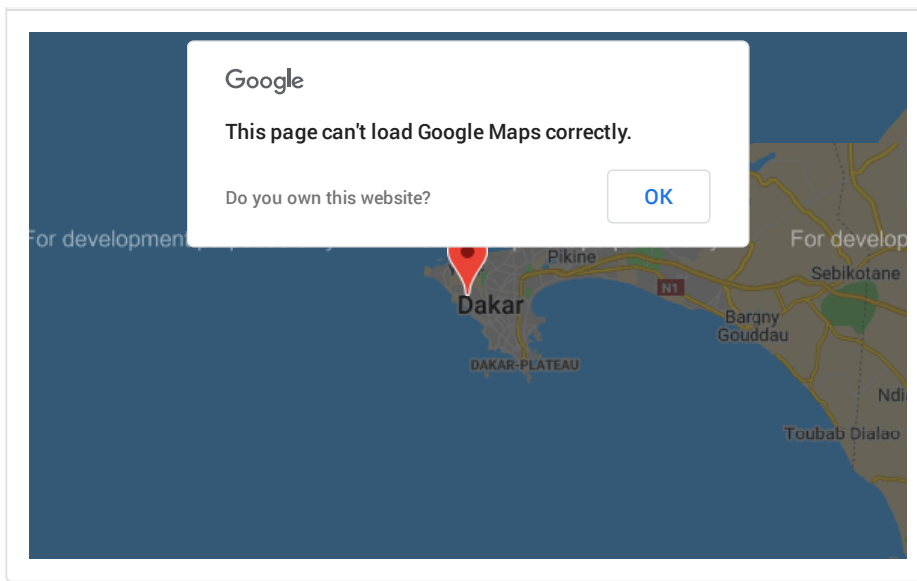 Google
This page can't load Google Maps correctly.
Do you own this website?
OK
For development
For develop
Pikine
Sebikotane
N1
Dakar
Bargny
Gouddau
DAKAR-PLATEAU
Ndi
Toubab Dialao